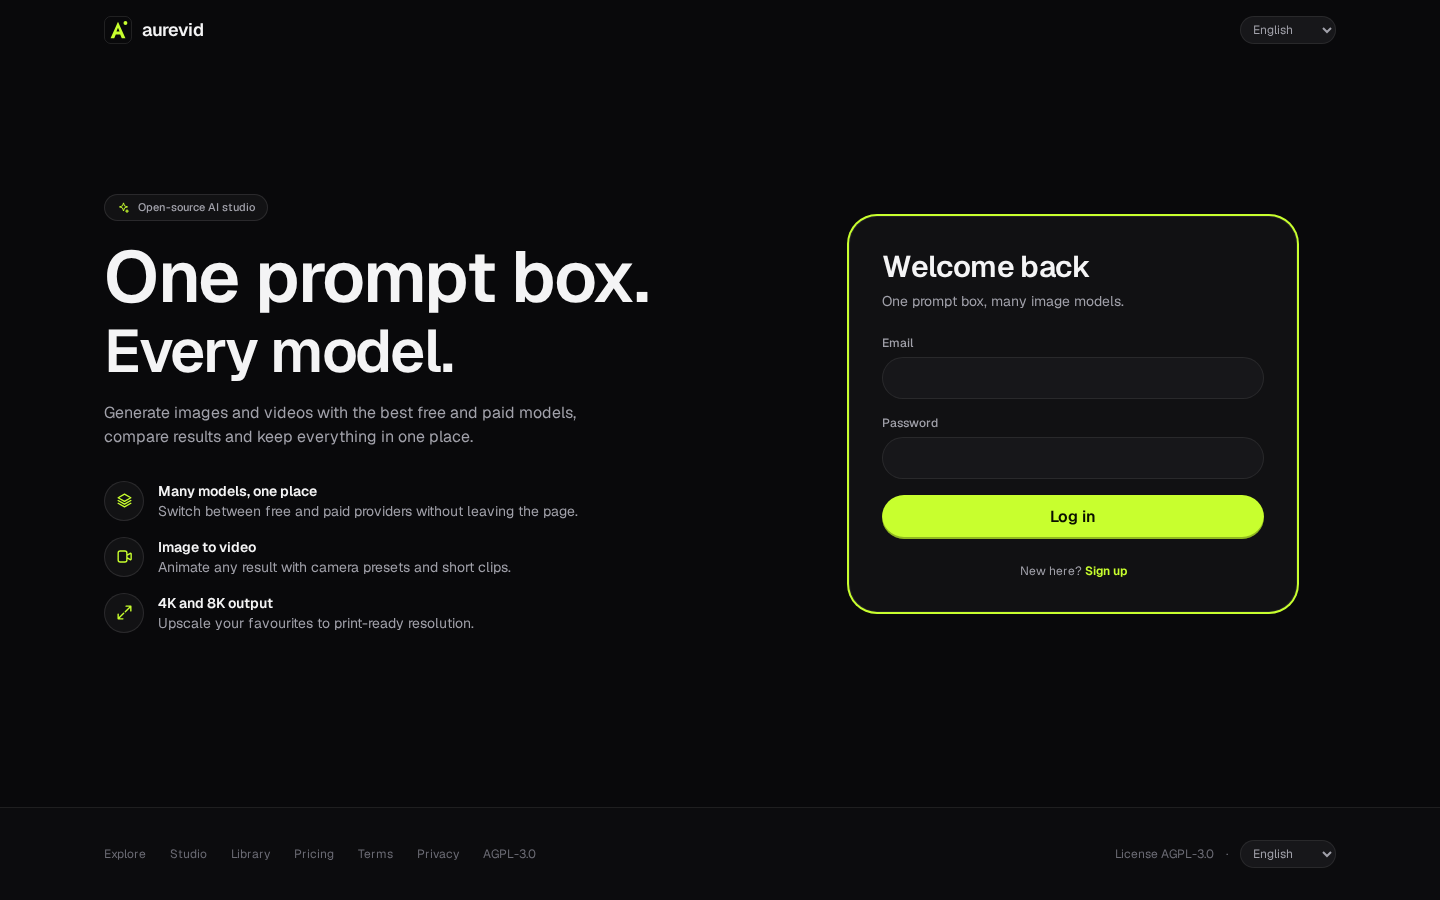 aurevid
English
Open-source AI studio
One prompt box.
Every model.
Generate images and videos with the best free and paid models,
compare results and keep everything in one place.
Many models, one place
Switch between free and paid providers without leaving the page.
Image to video
Animate any result with camera presets and short clips.
4K and 8K output
Upscale your favourites to print-ready resolution.
Welcome back
One prompt box, many image models.
Email
Password
Log in
New here? Sign up
Explore Studio Library Pricing Terms Privacy AGPL-3.0
License AGPL-3.0 · English